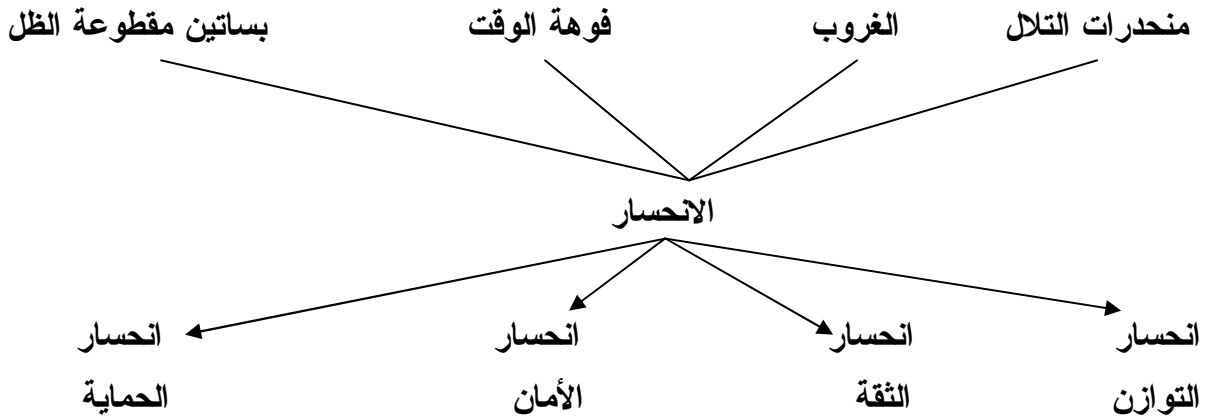 منحدرات التلال الغروب فوهة الوقت بساتين مقطوعة الظل
الانحسار
انحسار انحسار انحسار انحسار
التوازن الثقة الأمان الحماية